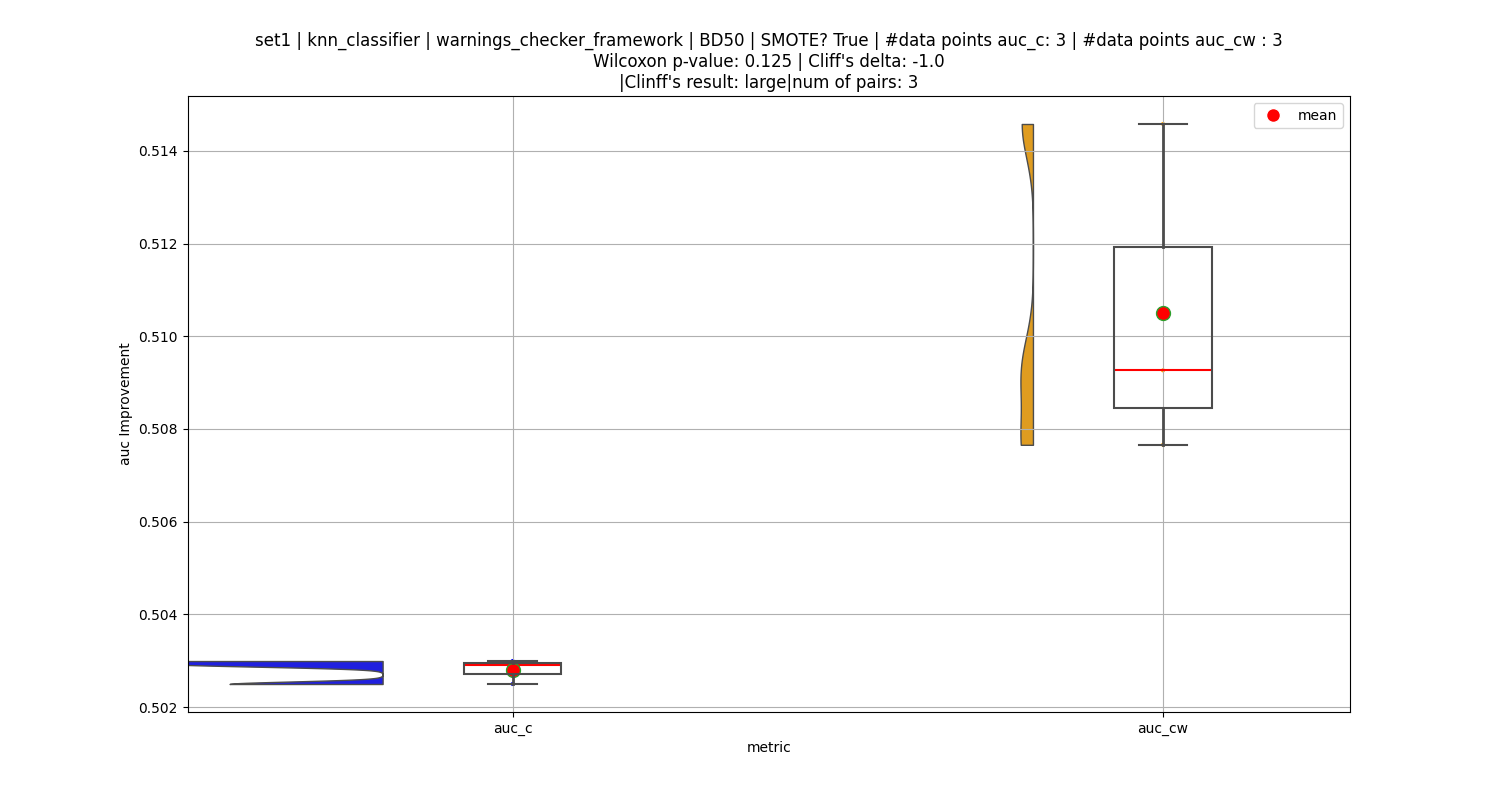 set1 | knn_classifier | warnings_checker_framework | BD50 | SMOTE? True | #data points auc_c: 3 | #data points auc_cw : 3
Wilcoxon p-value: 0.125 | Cliff's delta: -1.0
|Clinff's result: large|num of pairs: 3
mean
0.514
0.512
0.510
0.508
0.506
0.504
0.502
auc Improvement
auc_c
auc_cw
metric